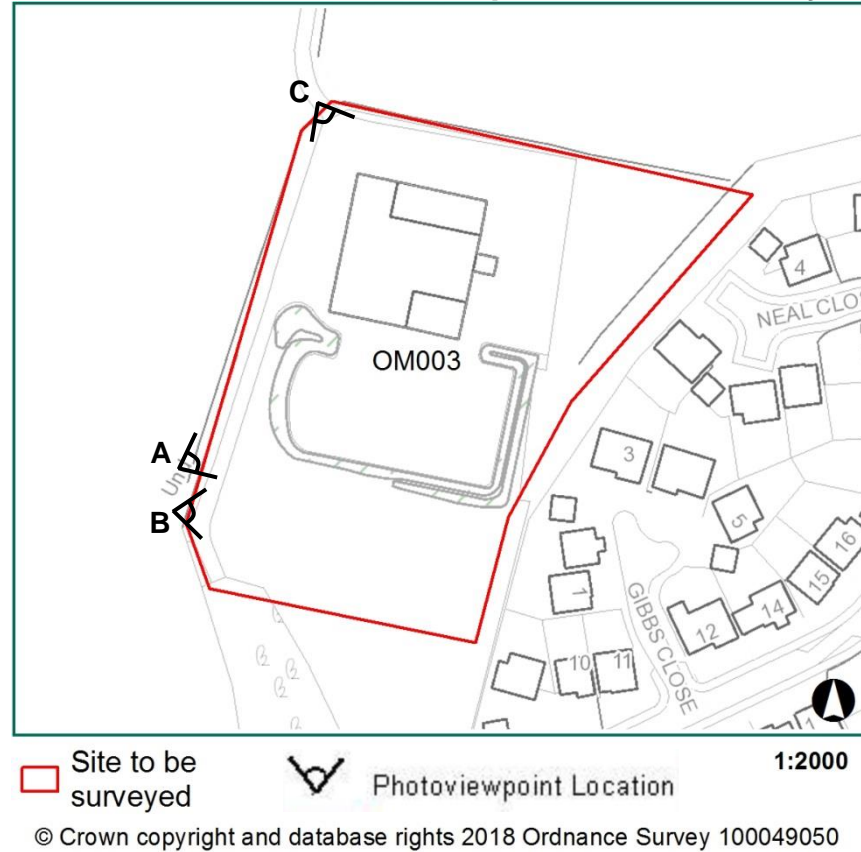 C
4
NEAL CLO
OM003
3
A
Un
B
5
16
1
15
14
12
GIBBS CLOSE
10
11
Site to be
surveyed
Photoviewpoint Location
1:2000
© Crown copyright and database rights 2018 Ordnance Survey 100049050